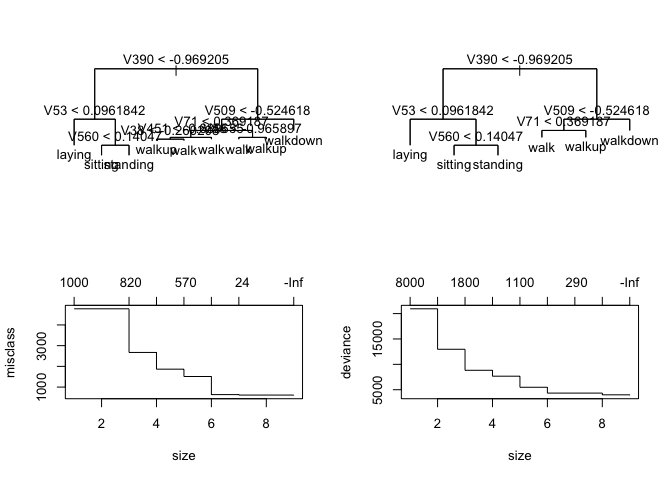 V390 < -0.969205
V53 < 0.0961842
V509 < -0.524618
V71 < 0.369187
V560 < 0.14047
laying
sitting
standing
walkup
walk
walk
walk
walkup
walkdown
V390 < -0.969205
V53 < 0.0961842
V509 < -0.524618
V71 < 0.369187
V560 < 0.14047
laying
sitting
standing
walk
walkup
walkdown
1000 820 570 24 -Inf
misclass
1000 3000
2 4 6 8
size
8000 1800 1100 290 -Inf
deviance
5000 15000
2 4 6 8
size